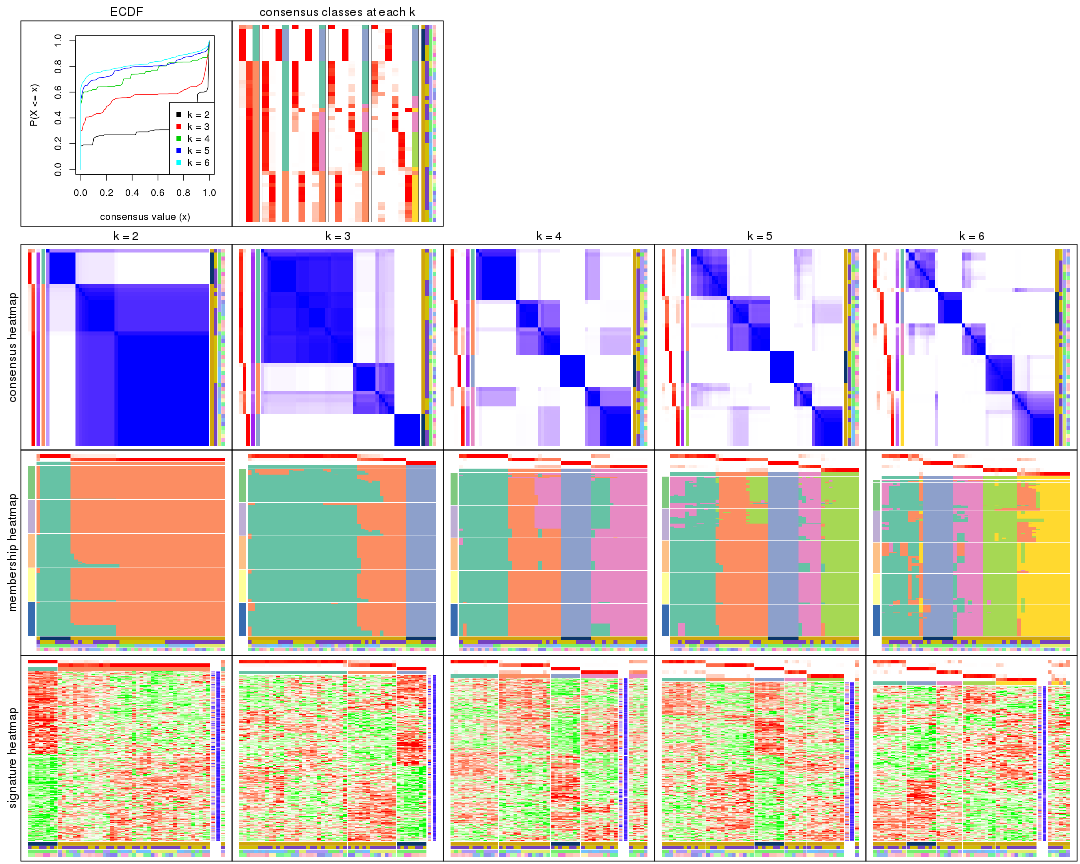 ECDF
consensus classes at each k
P(X <= x)
0.0 0.2 0.4 0.6 0.8 1.0
k = 2
k = 3
k = 4
k = 5
k = 6
0.0 0.2 0.4 0.6 0.8 1.0
consensus value (x)
k = 2
k = 3
k = 4
k = 5
k = 6
consensus heatmap
membership heatmap
signature heatmap